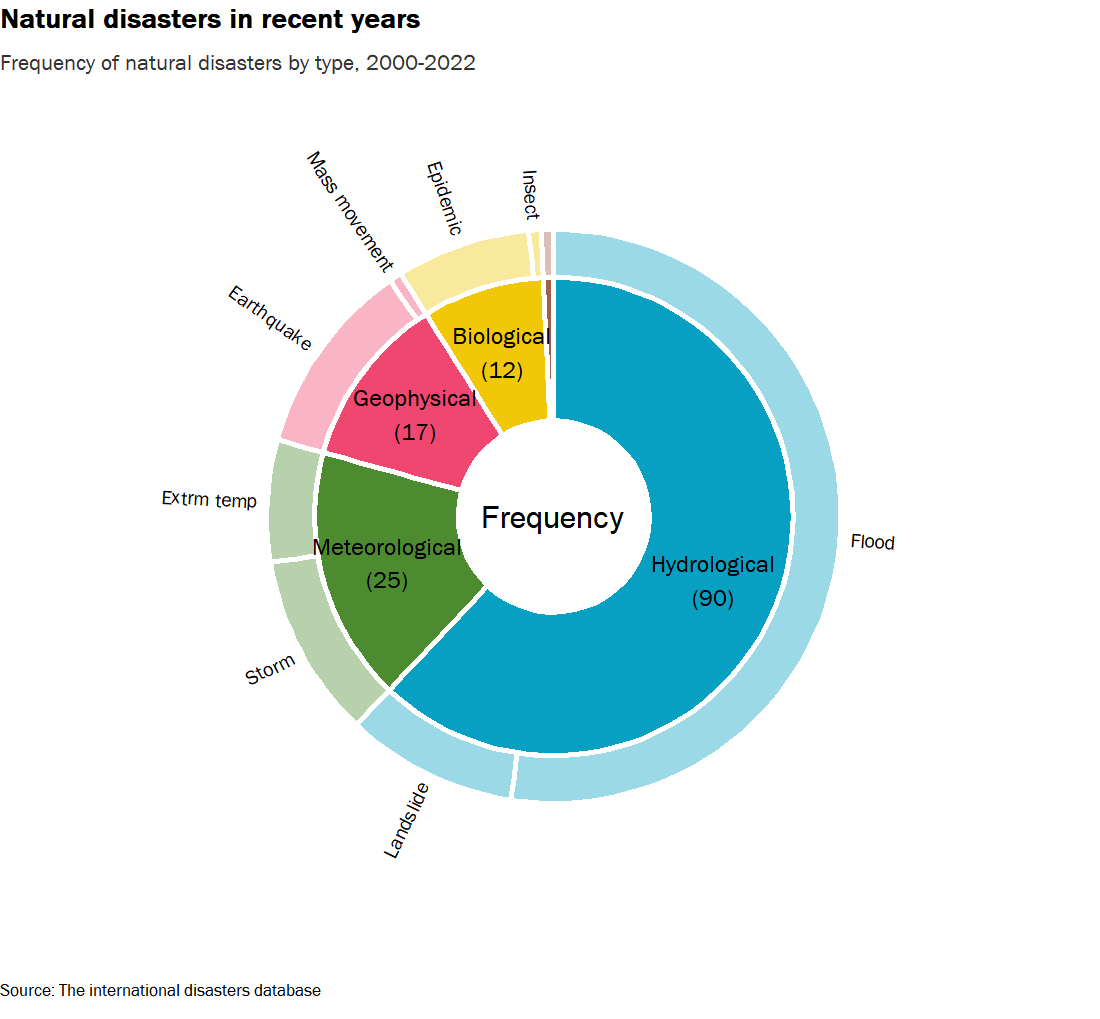 Natural disasters in recent years
Frequency of natural disasters by type, 2000-2022
Mass movement
Epidemic
Insect
Earthquake
Biological
(12)
Geophysical
(17)
Extrm temp
Frequency
Flood
Meteorological
(25)
Hydrological
(90)
Storm
Landslide
Source: The international disasters database